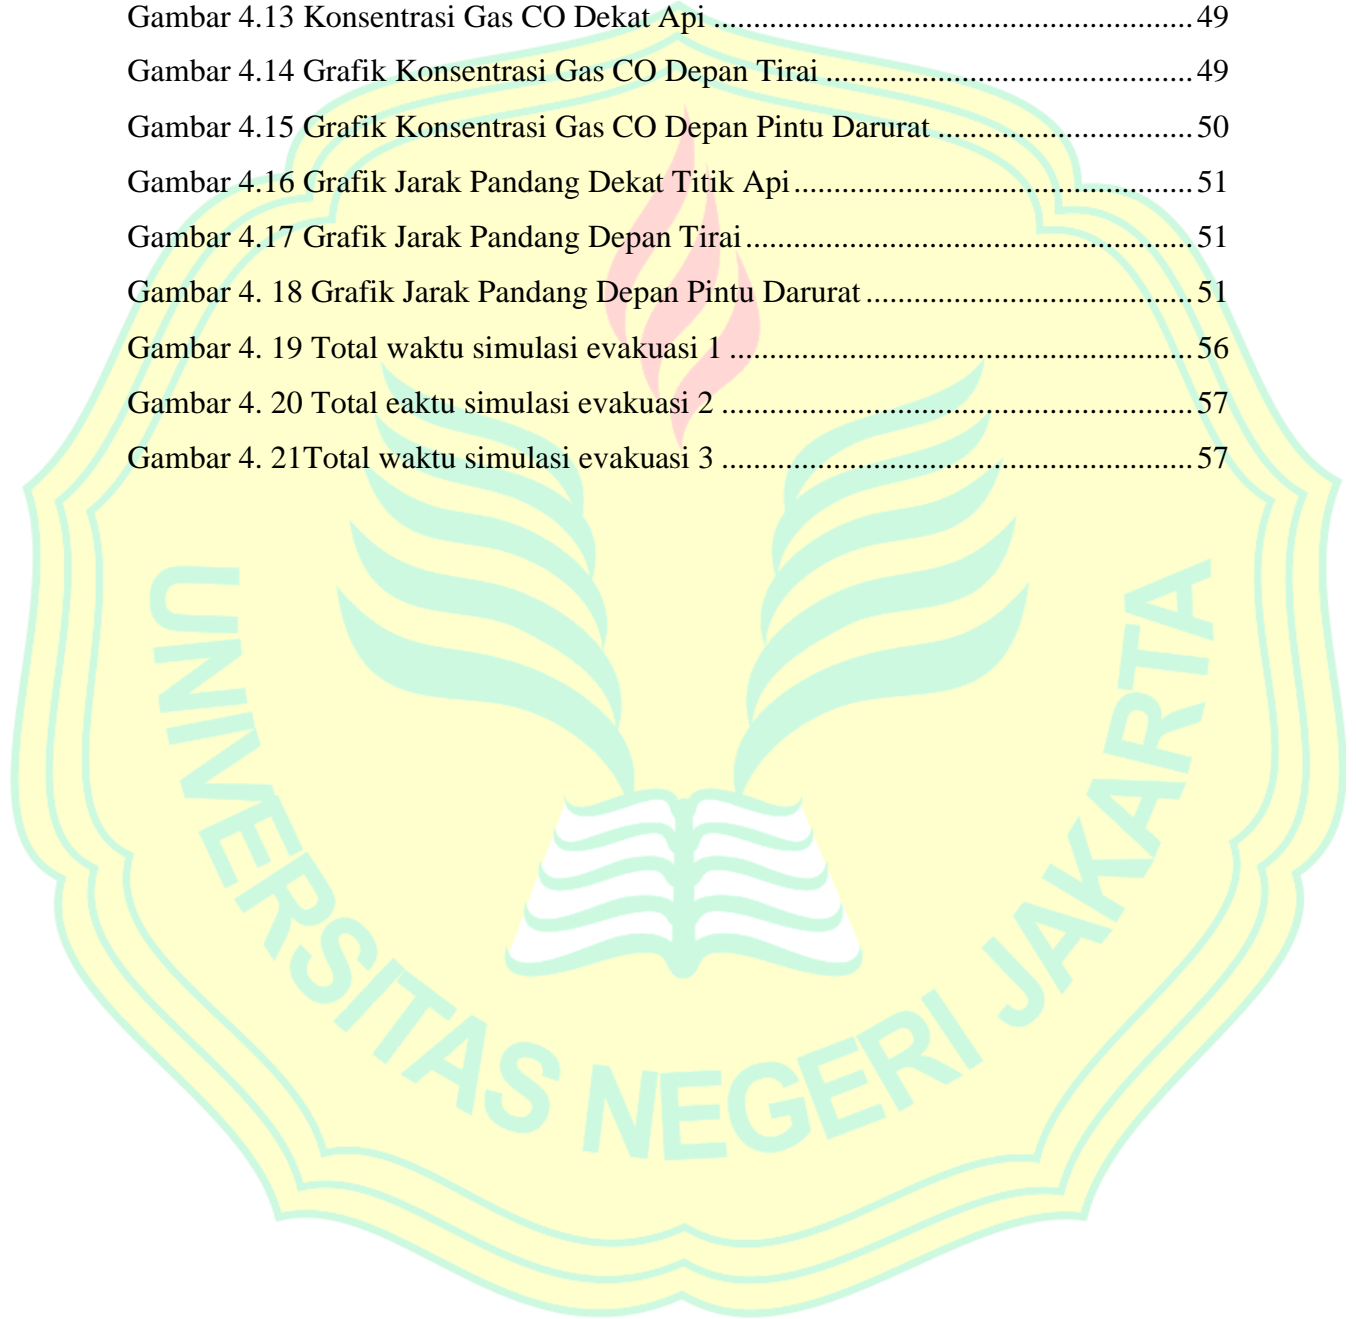 Gambar 4.13 Konsentrasi Gas CO Dekat Api ........................................................ 49
Gambar 4.14 Grafik Konsentrasi Gas CO Depan Tirai ........................................... 49
Gambar 4.15 Grafik Konsentrasi Gas CO Depan Pintu Darurat .............................. 50
Gambar 4.16 Grafik Jarak Pandang Dekat Titik Api ............................................... 51
Gambar 4.17 Grafik Jarak Pandang Depan Tirai ..................................................... 51
Gambar 4. 18 Grafik Jarak Pandang Depan Pintu Darurat ...................................... 51
Gambar 4. 19 Total waktu simulasi evakuasi 1 ...................................................... 56
Gambar 4. 20 Total eaktu simulasi evakuasi 2 ....................................................... 57
Gambar 4. 21Total waktu simulasi evakuasi 3 ....................................................... 57
UNIVERSITAS NEGERI JAKARTA